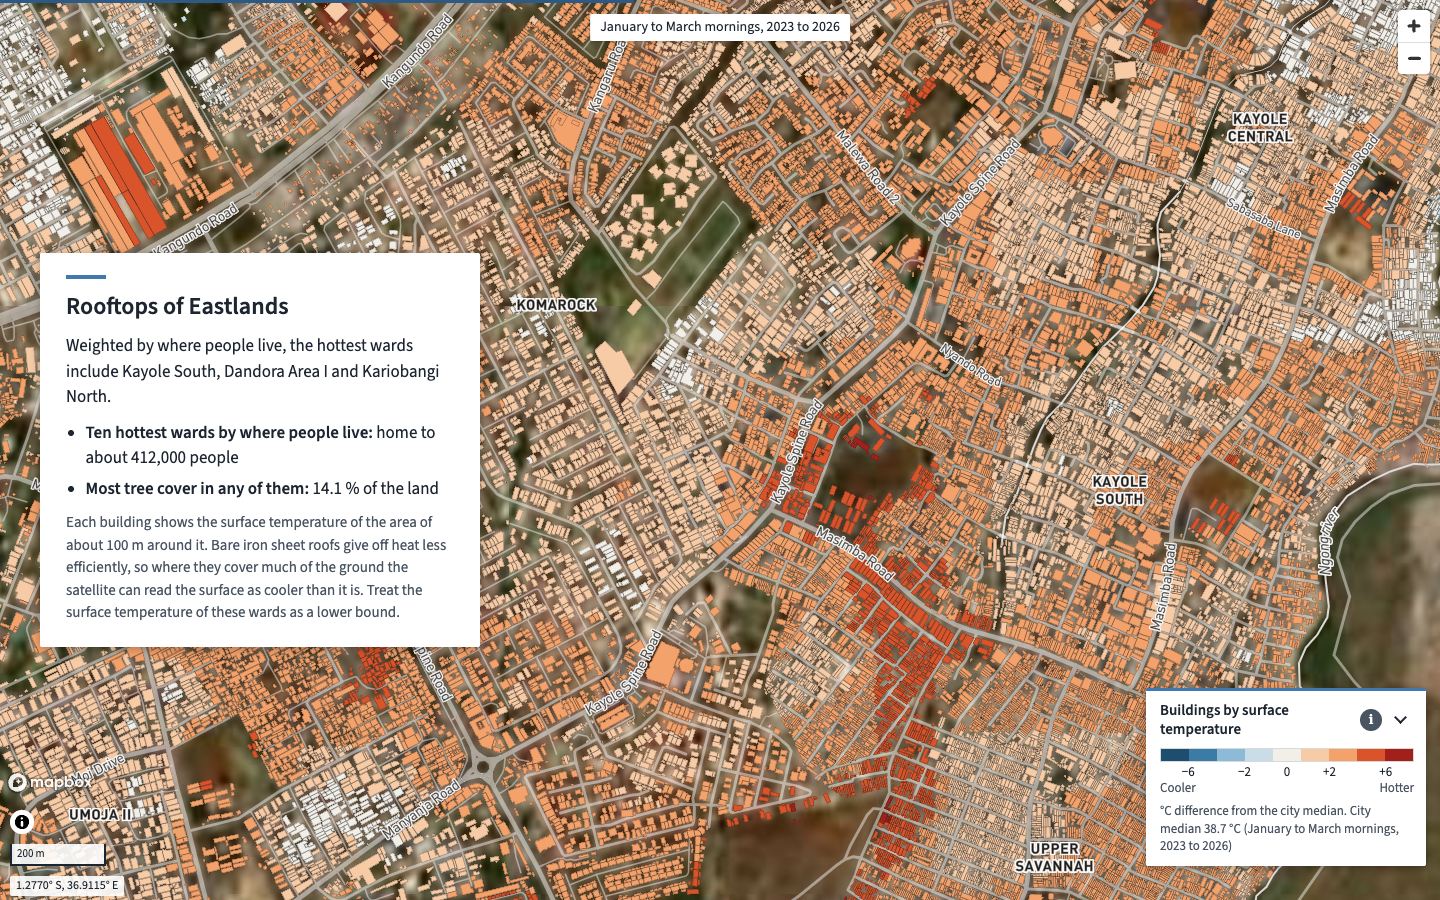 January to March mornings, 2023 to 2026
Kangundo Road
Kangaru Road
KAYOLE
CENTRAL
Matewa Road 2
Kayole Spine Road
Masimba Road
Sabasaba Lane
Kangundo Road
KOMAROCK
Rooftops of Eastlands
Weighted by where people live, the hottest wards
include Kayole South, Dandora Area I and Kariobangi
North.
• Ten hottest wards by where people live: home to
about 412,000 people
• Most tree cover in any of them: 14.1 % of the land
Each building shows the surface temperature of the area of
about 100 m around it. Bare iron sheet roofs give off heat less
efficiently, so where they cover much of the ground the
satellite can read the surface as cooler than it is. Treat the
surface temperature of these wards as a lower bound.
Nyando Road
Kayole Spine Road
KAYOLE
SOUTH
Masimba Road
Ngong river
Masimba Road
Spine Road
Kayole Spine Road
Moi Drive
Manyanja Road
UMOJA II
UPPER
SAVANNAH
Buildings by surface
temperature
−6 −2 0 +2 +6
Cooler Hotter
°C difference from the city median. City
median 38.7 °C (January to March mornings,
2023 to 2026)
mapbox
200 m
1.2770° S, 36.9115° E